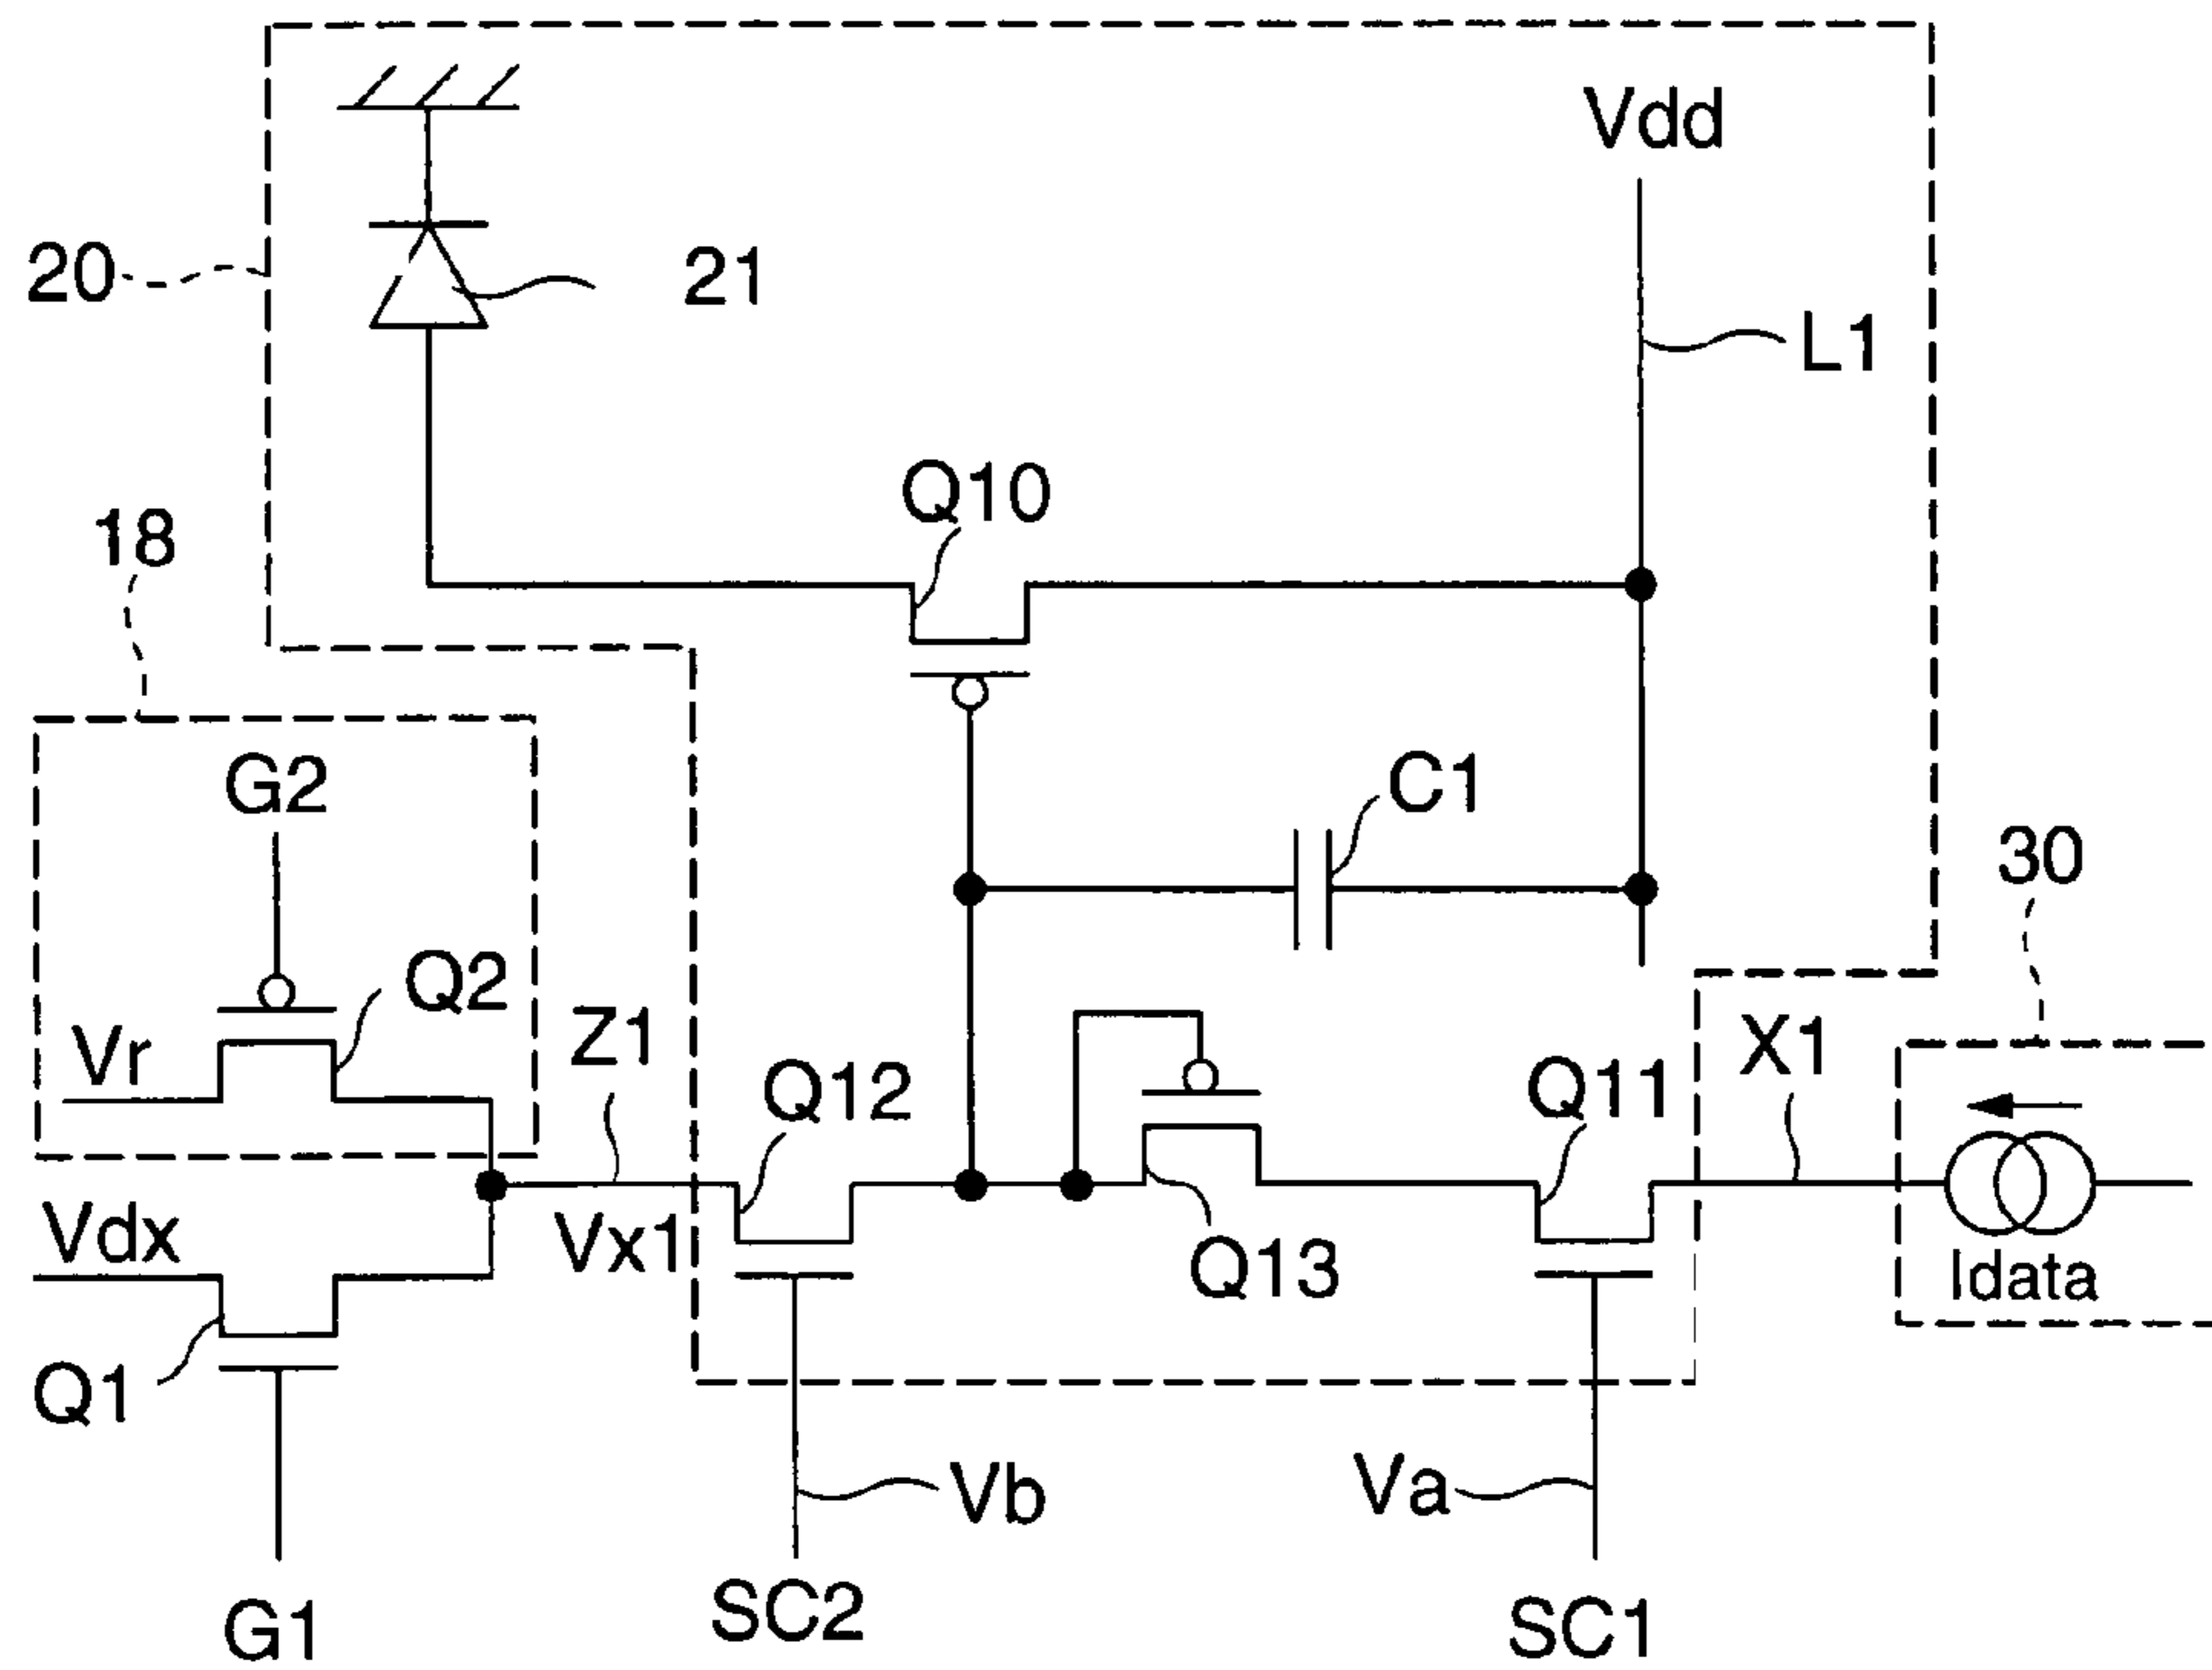 Vdd
20
21
L1
Q10
18
G2
C1
30
Q2
Vr
Z1
Q12
Q11
X1
Vdx
Vx1
Q13
Idata
Q1
Vb
Va
G1
SC2
SC1